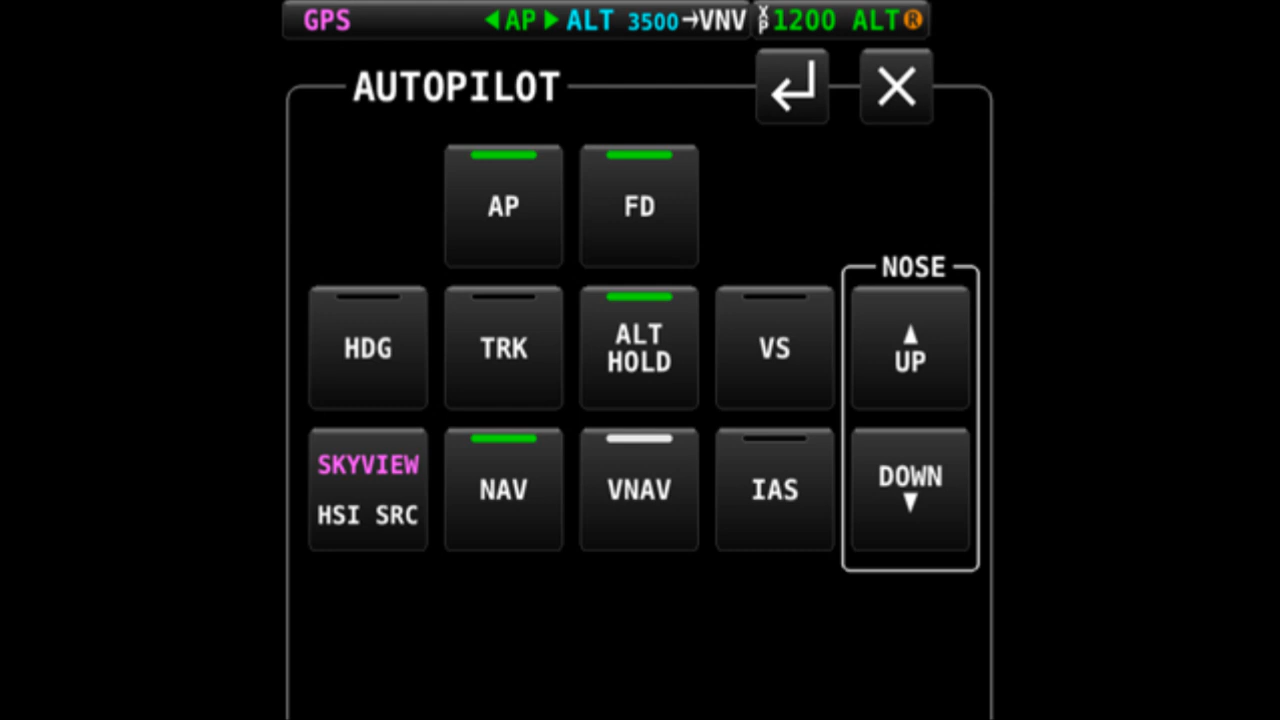 GPS ◀AP▶ ALT 3500→VNV XP 1200 ALT R
AUTOPILOT
AP FD
NOSE
HDG TRK ALT HOLD VS ▲ UP
SKYVIEW HSI SRC NAV VNAV IAS DOWN ▼